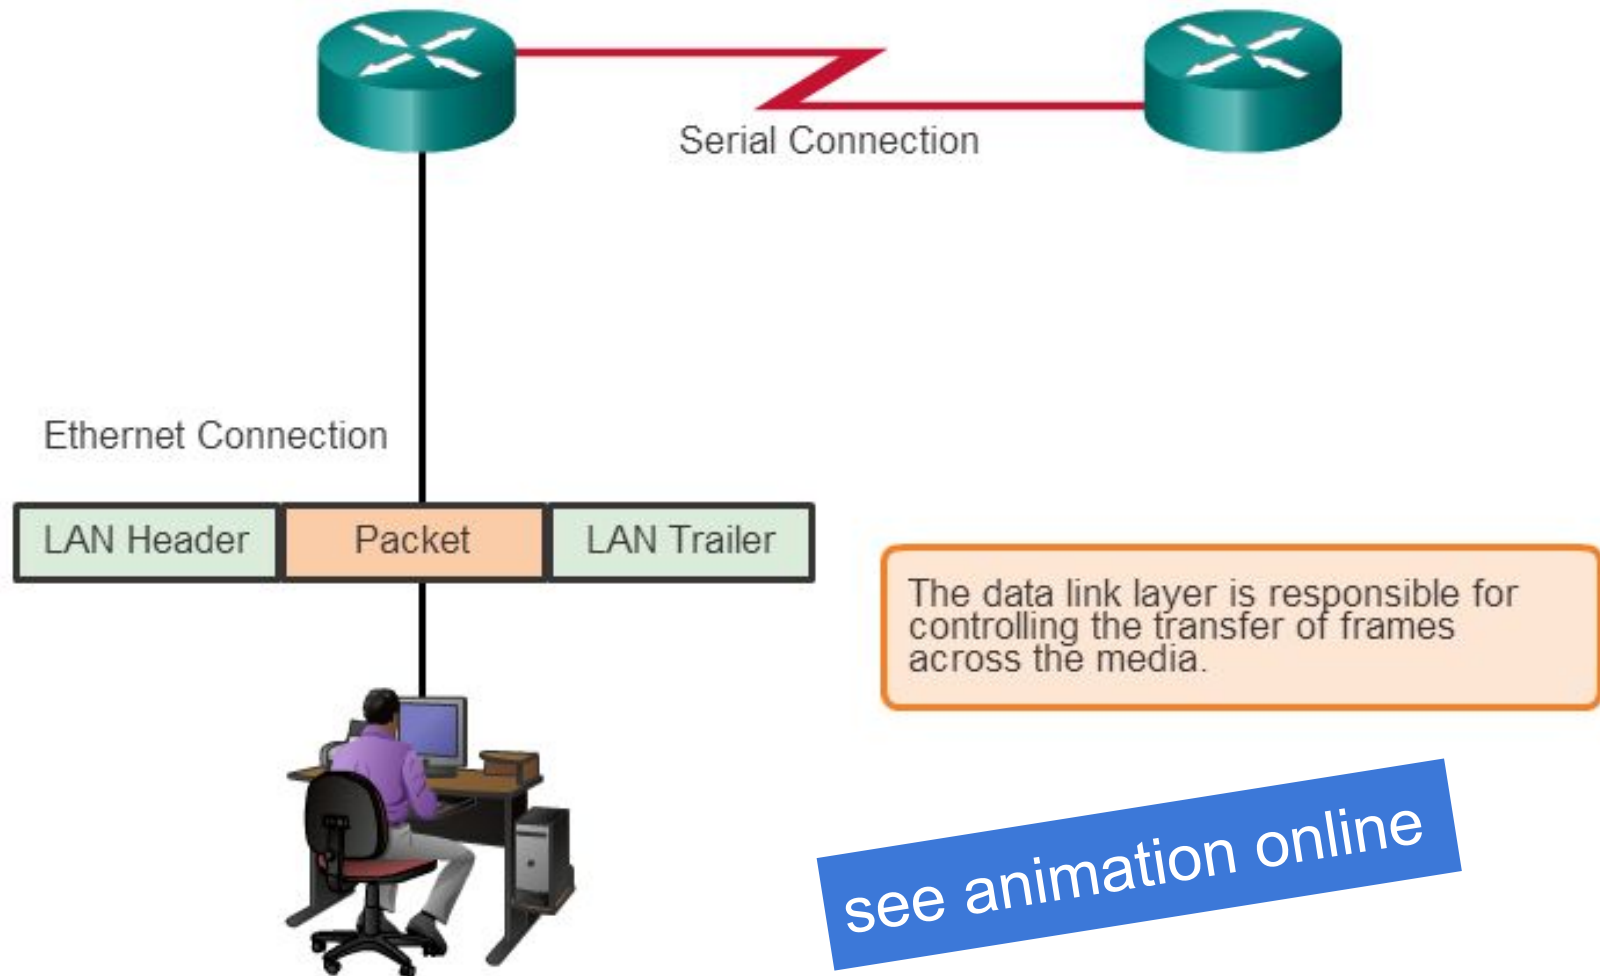 Serial Connection
Ethernet Connection
LAN Header
Packet
LAN Trailer
The data link layer is responsible for
controlling the transfer of frames
across the media.
see animation online